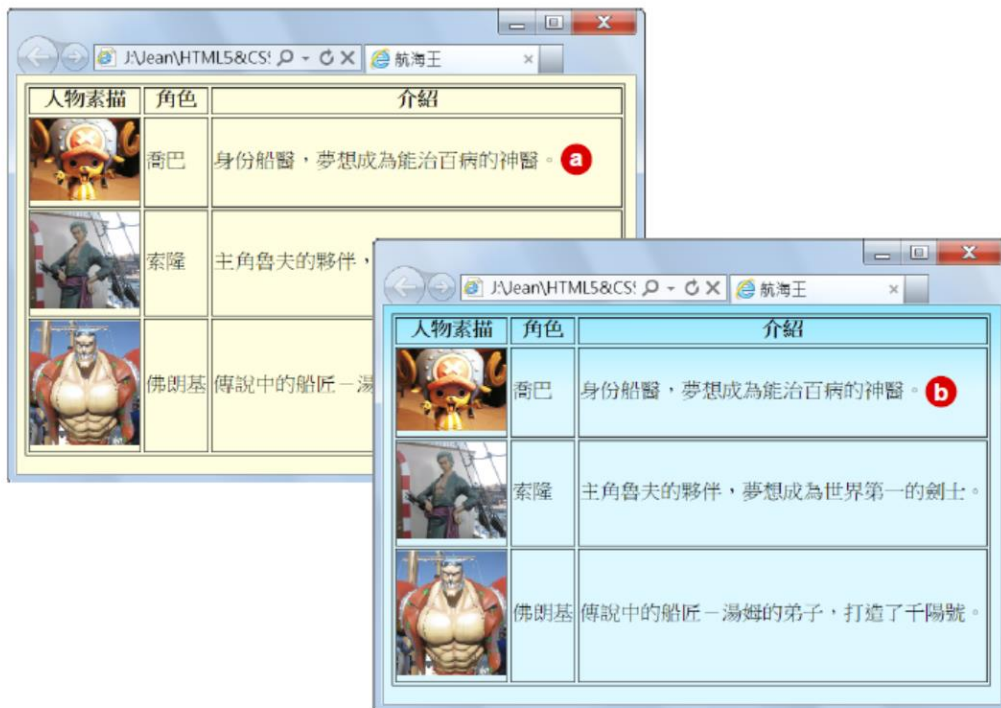 J:\Jean\HTML5&CSS
航海王
人物素描 角色 介紹
喬巴 身份船醫，夢想成為能治百病的神醫。 a
索隆 主角魯夫的夥伴，
佛朗基 傳說中的船匠－湯
J:\Jean\HTML5&CSS
航海王
人物素描 角色 介紹
喬巴 身份船醫，夢想成為能治百病的神醫。 b
索隆 主角魯夫的夥伴，夢想成為世界第一的劍士。
佛朗基 傳說中的船匠－湯姆的弟子，打造了千陽號。